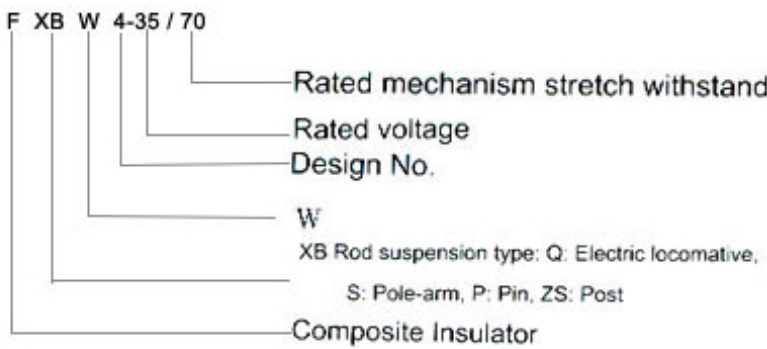 F XB W 4-35 / 70
Rated mechanism stretch withstand
Rated voltage
Design No.
W
XB Rod suspension type: Q: Electric locomative,
S: Pole-arm, P: Pin, ZS: Post
Composite Insulator